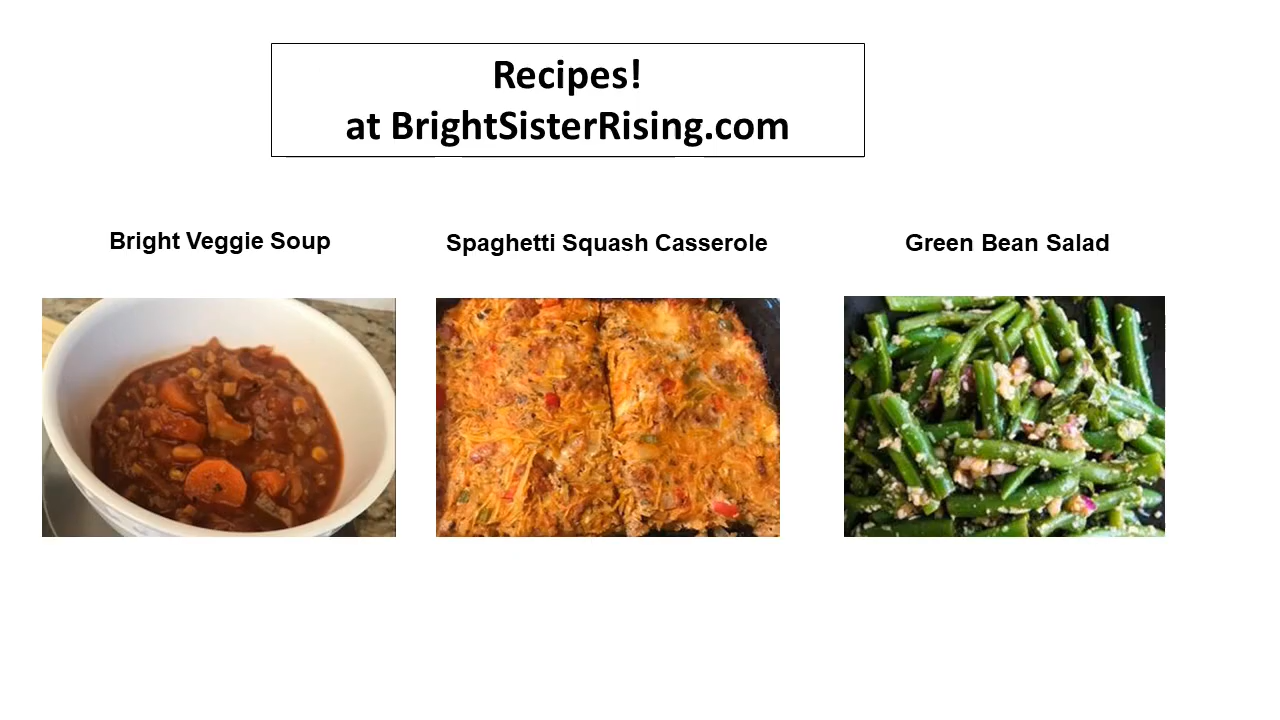 Recipes!
at BrightSisterRising.com
Bright Veggie Soup
Spaghetti Squash Casserole
Green Bean Salad